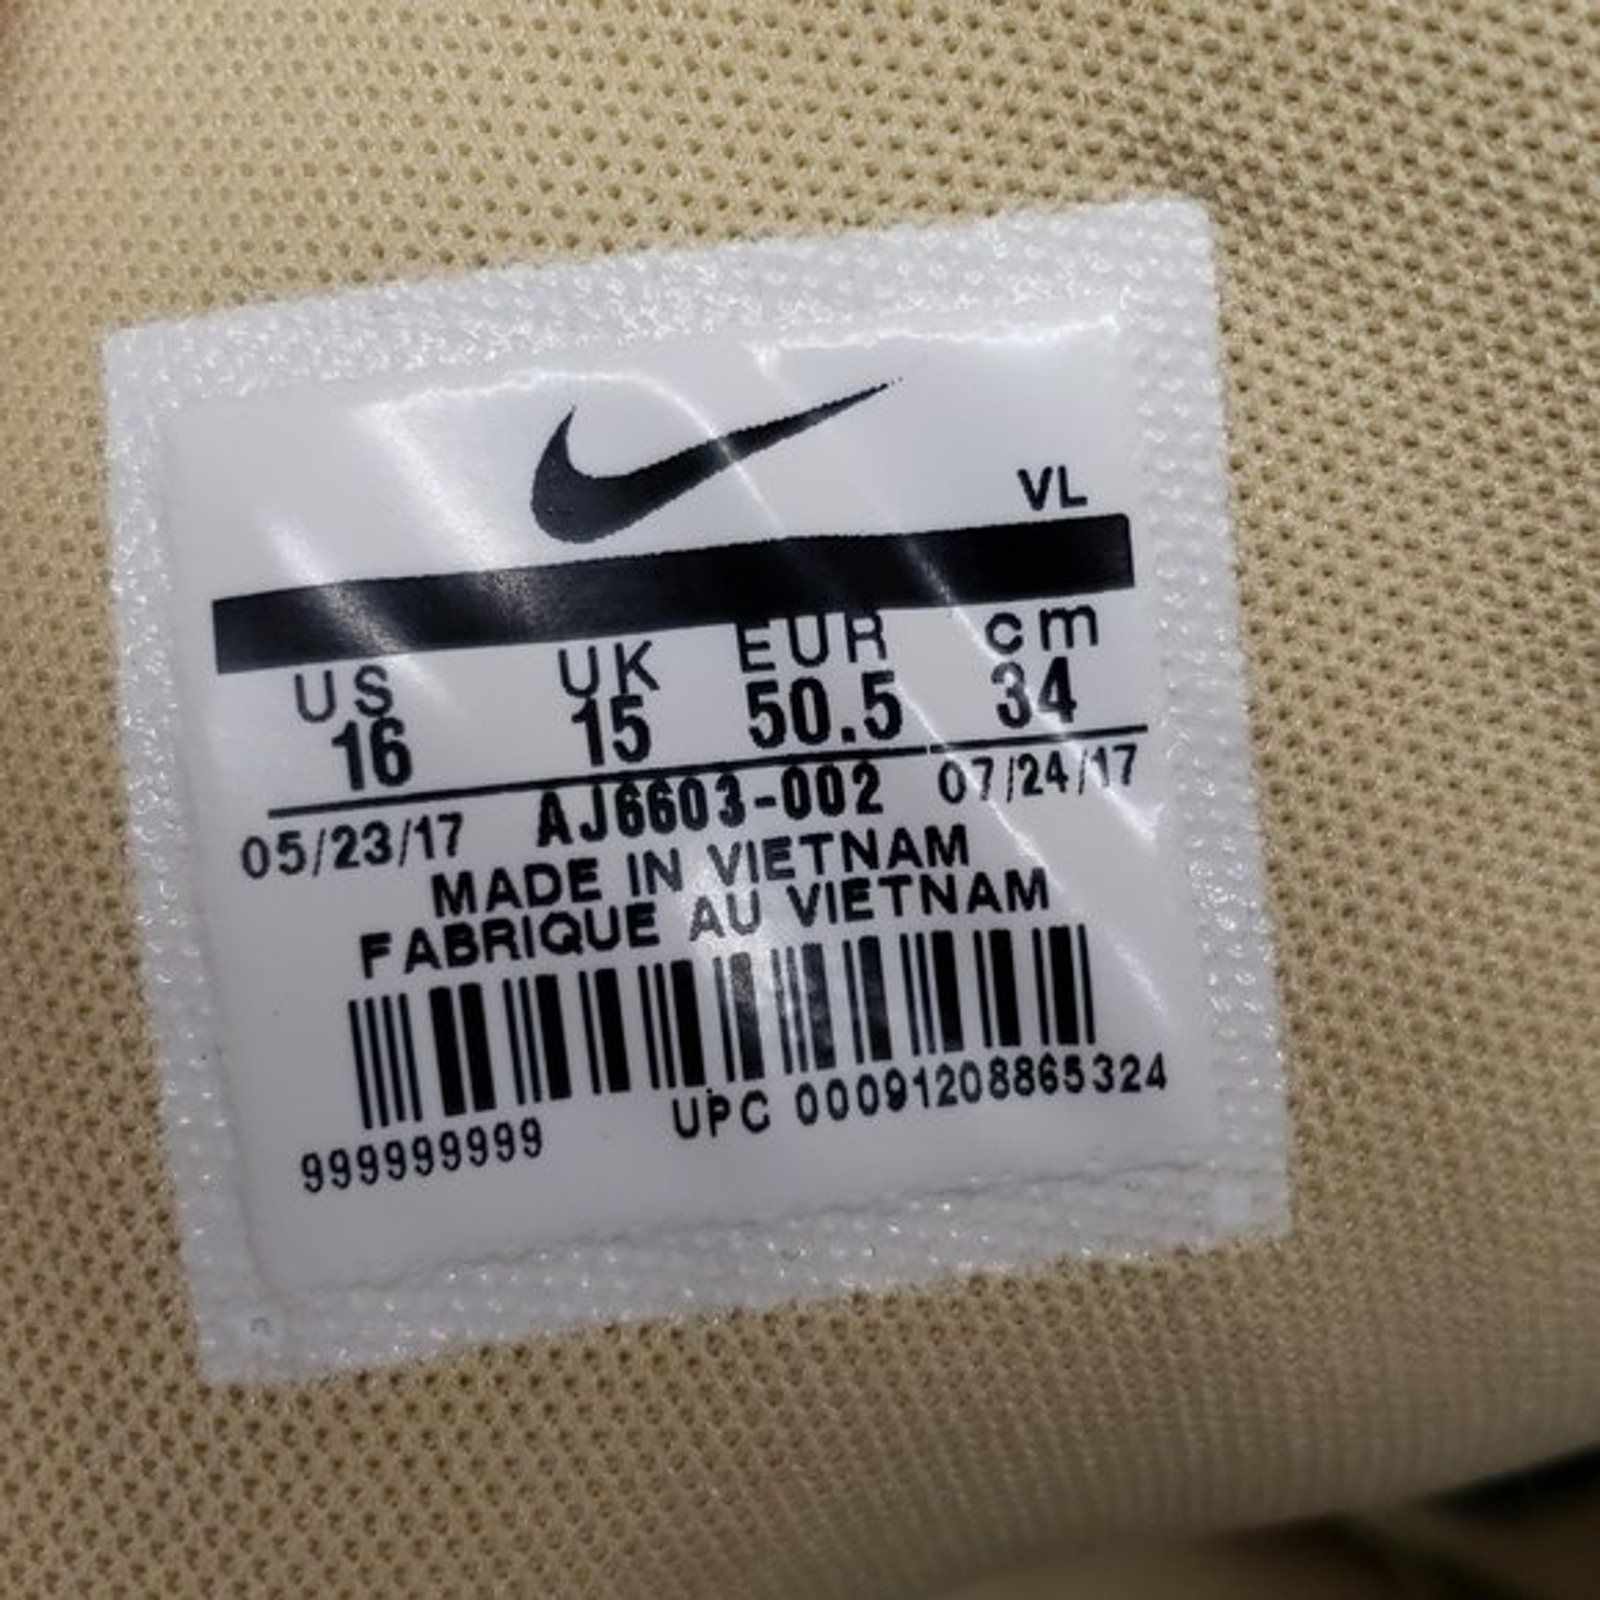 VL
US UK EUR cm
16 15 50.5 34
05/23/17 AJ6603-002 07/24/17
MADE IN VIETNAM
FABRIQUE AU VIETNAM
999999999 UPC 00091208865324